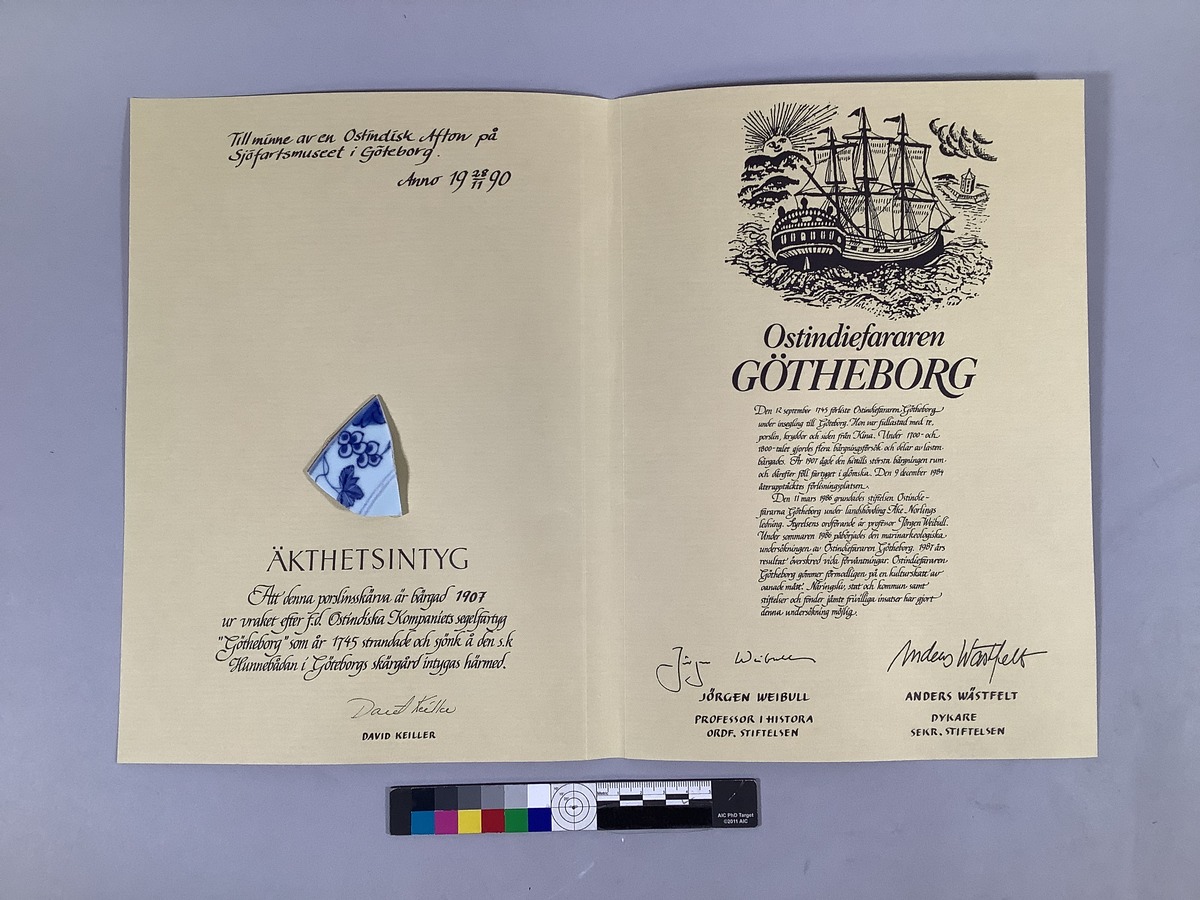 Till minne av en Ostindisk Afton på
Sjöfartsmuseet i Göteborg.
Anno 19 28/11 90
ÄKTHETSINTYG
Att denna porslinsskärva är bärgad 1907
ur vraket efter f.d. Ostindiska Kompaniets segelfartyg
"Götheborg" som år 1745 strandade och sjönk å den s.k
Hunnebådan i Göteborgs skärgård intygas härmed.
David Keiller
DAVID KEILLER
Ostindiefararen
GÖTHEBORG
Den 12 september 1745 förliste Ostindiefararen Götheborg
under insegling till Göteborg. Hon var fullastad med te,
porslin, kryddor och siden från Kina. Under 1700- och
1800-talet gjordes flera bärgningsförsök och delar av lasten
bärgades. År 1907 ägde den hittills största bärgningen rum
och därefter föll fartyget i glömska. Den 9 december 1984
återupptäcktes förlisningsplatsen.
Den 11 mars 1986 grundades stiftelsen Ostindie-
fararna Götheborg under landshövding Åke Norlings
ledning. Styrelsens ordförande är professor Jörgen Weibull.
Under sommaren 1986 påbörjades den marinarkeologiska
undersökningen av Ostindiefararen Götheborg. 1987 års
resultat överskred vida förväntningar. Ostindiefararen
Götheborg gömmer förmodligen på en kulturskatt av
oanade mått. Näringsliv, stat och kommun samt
stiftelser och fonder jämte frivilliga insatser har gjort
denna undersökning möjlig.
Jörgen Weibull
Anders Wästfelt
JÖRGEN WEIBULL
PROFESSOR I HISTORA
ORDF. STIFTELSEN
ANDERS WÄSTFELT
DYKARE
SEKR. STIFTELSEN
AIC PhD Target
©2011 AIC